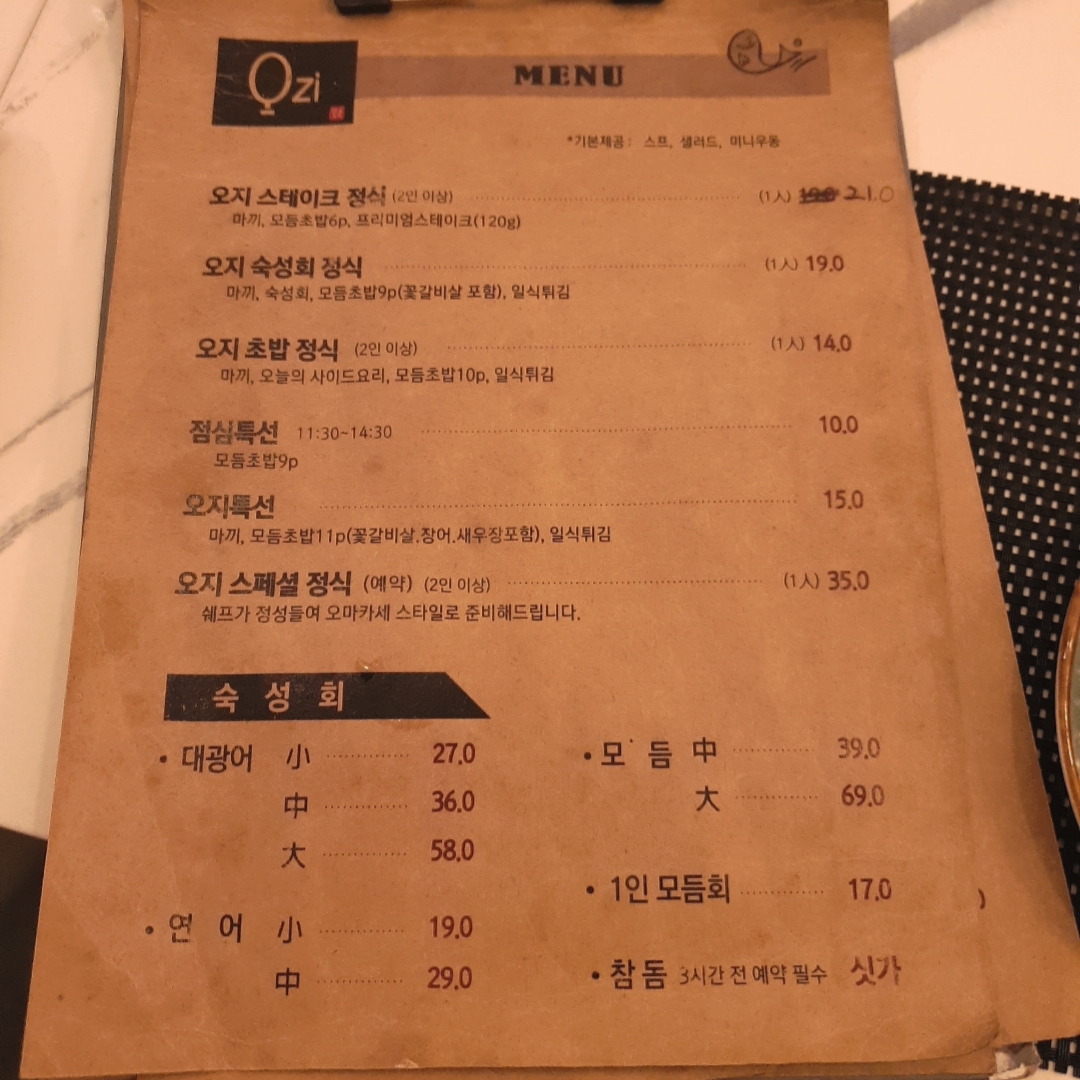 Ozi
MENU
*기본제공: 스프, 샐러드, 미니우동
오지 스테이크 정식 (2인 이상) (1人) 21.0
마끼, 모듬초밥6p, 프리미엄스테이크(120g)
오지 숙성회 정식 (1人) 19.0
마끼, 숙성회, 모듬초밥9p(꽃갈비살 포함), 일식튀김
오지 초밥 정식 (2인 이상) (1人) 14.0
마끼, 오늘의 사이드요리, 모듬초밥10p, 일식튀김
점심특선 11:30~14:30 10.0
모듬초밥9p
오지특선 15.0
마끼, 모듬초밥11p(꽃갈비살.장어.새우장포함), 일식튀김
오지 스페셜 정식 (예약) (2인 이상) (1人) 35.0
쉐프가 정성들여 오마카세 스타일로 준비해드립니다.
숙성회
• 대광어 小 27.0
中 36.0
大 58.0
• 연어 小 19.0
中 29.0
• 모듬 中 39.0
大 69.0
• 1인 모듬회 17.0
• 참돔 3시간 전 예약 필수 싯가